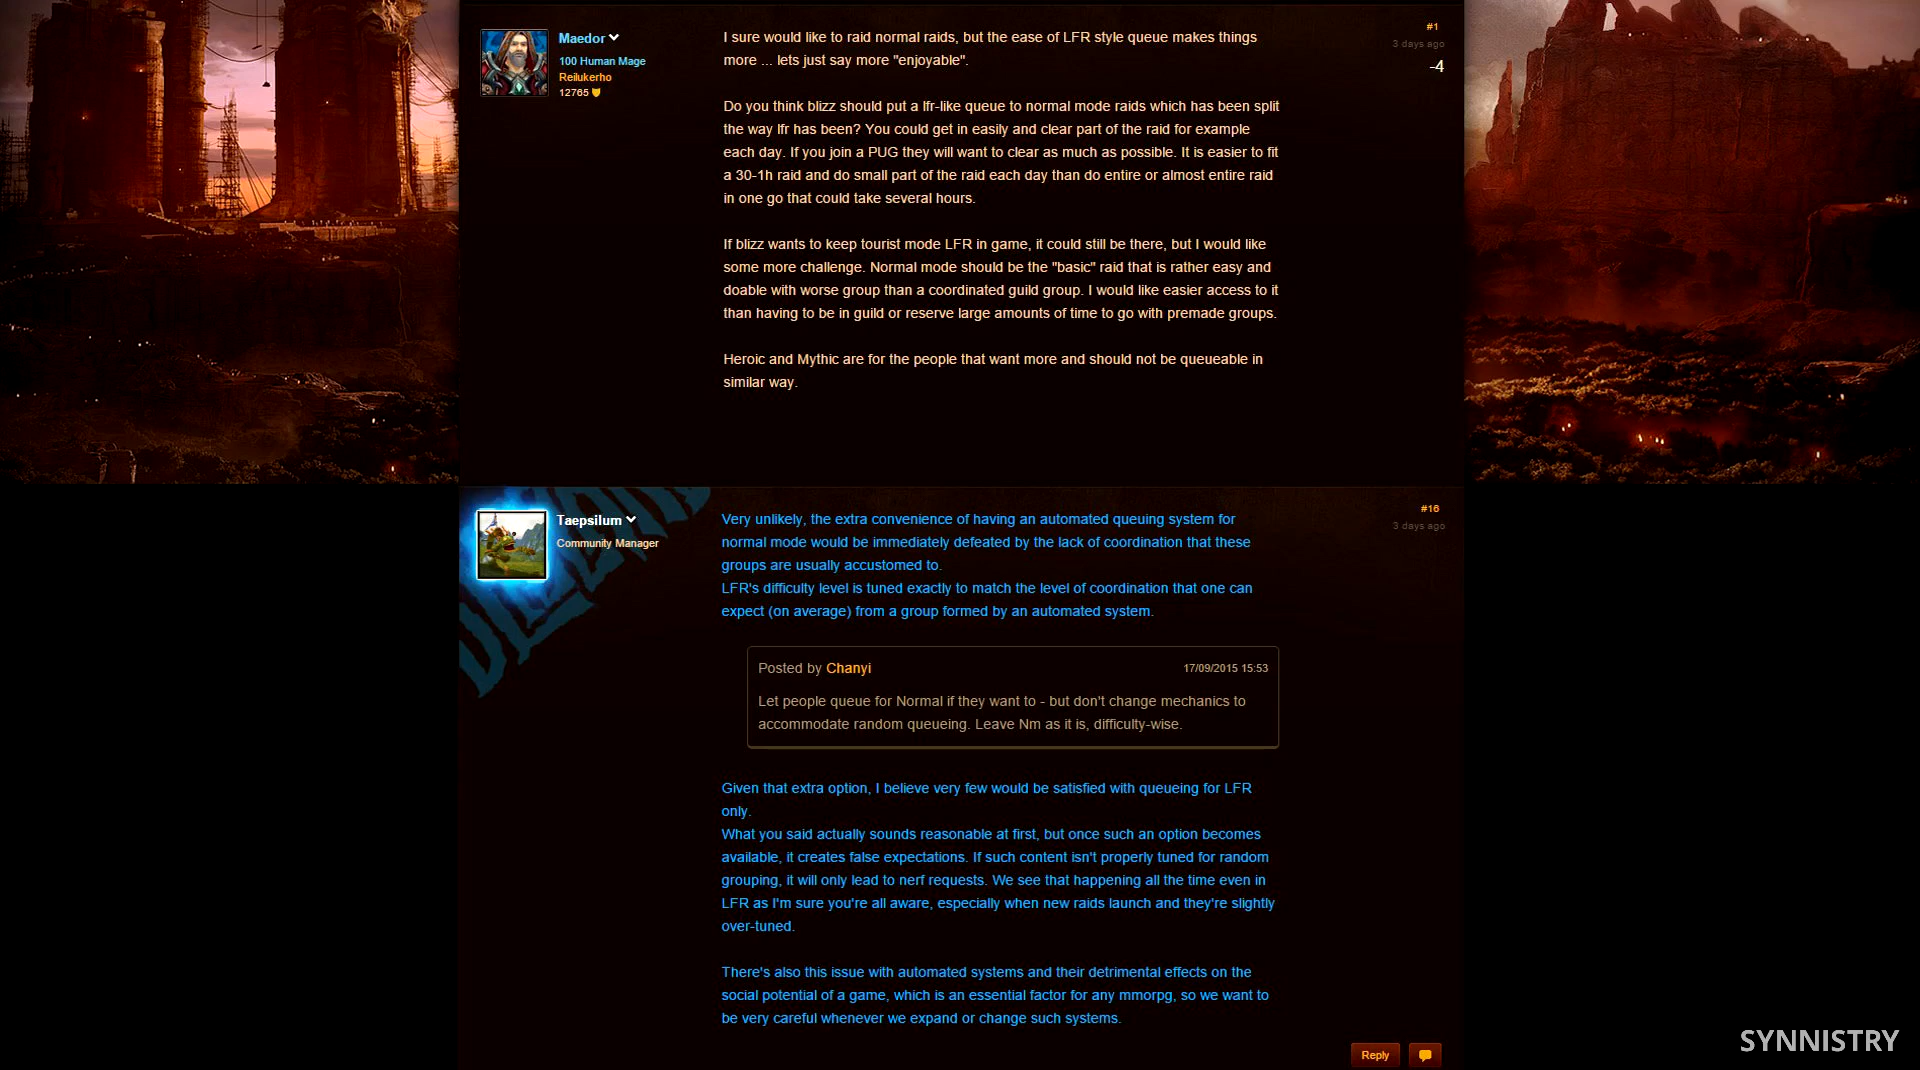 Maedor
100 Human Mage
Reilukerho
12765
#1
3 days ago
-4
I sure would like to raid normal raids, but the ease of LFR style queue makes things
more ... lets just say more "enjoyable".
Do you think blizz should put a lfr-like queue to normal mode raids which has been split
the way lfr has been? You could get in easily and clear part of the raid for example
each day. If you join a PUG they will want to clear as much as possible. It is easier to fit
a 30-1h raid and do small part of the raid each day than do entire or almost entire raid
in one go that could take several hours.
If blizz wants to keep tourist mode LFR in game, it could still be there, but I would like
some more challenge. Normal mode should be the "basic" raid that is rather easy and
doable with worse group than a coordinated guild group. I would like easier access to it
than having to be in guild or reserve large amounts of time to go with premade groups.
Heroic and Mythic are for the people that want more and should not be queueable in
similar way.
Taepsilum
Community Manager
#16
3 days ago
Very unlikely, the extra convenience of having an automated queuing system for
normal mode would be immediately defeated by the lack of coordination that these
groups are usually accustomed to.
LFR's difficulty level is tuned exactly to match the level of coordination that one can
expect (on average) from a group formed by an automated system.
Posted by Chanyi
17/09/2015 15:53
Let people queue for Normal if they want to - but don't change mechanics to
accommodate random queueing. Leave Nm as it is, difficulty-wise.
Given that extra option, I believe very few would be satisfied with queueing for LFR
only.
What you said actually sounds reasonable at first, but once such an option becomes
available, it creates false expectations. If such content isn't properly tuned for random
grouping, it will only lead to nerf requests. We see that happening all the time even in
LFR as I'm sure you're all aware, especially when new raids launch and they're slightly
over-tuned.
There's also this issue with automated systems and their detrimental effects on the
social potential of a game, which is an essential factor for any mmorpg, so we want to
be very careful whenever we expand or change such systems.
Reply
SYNNISTRY